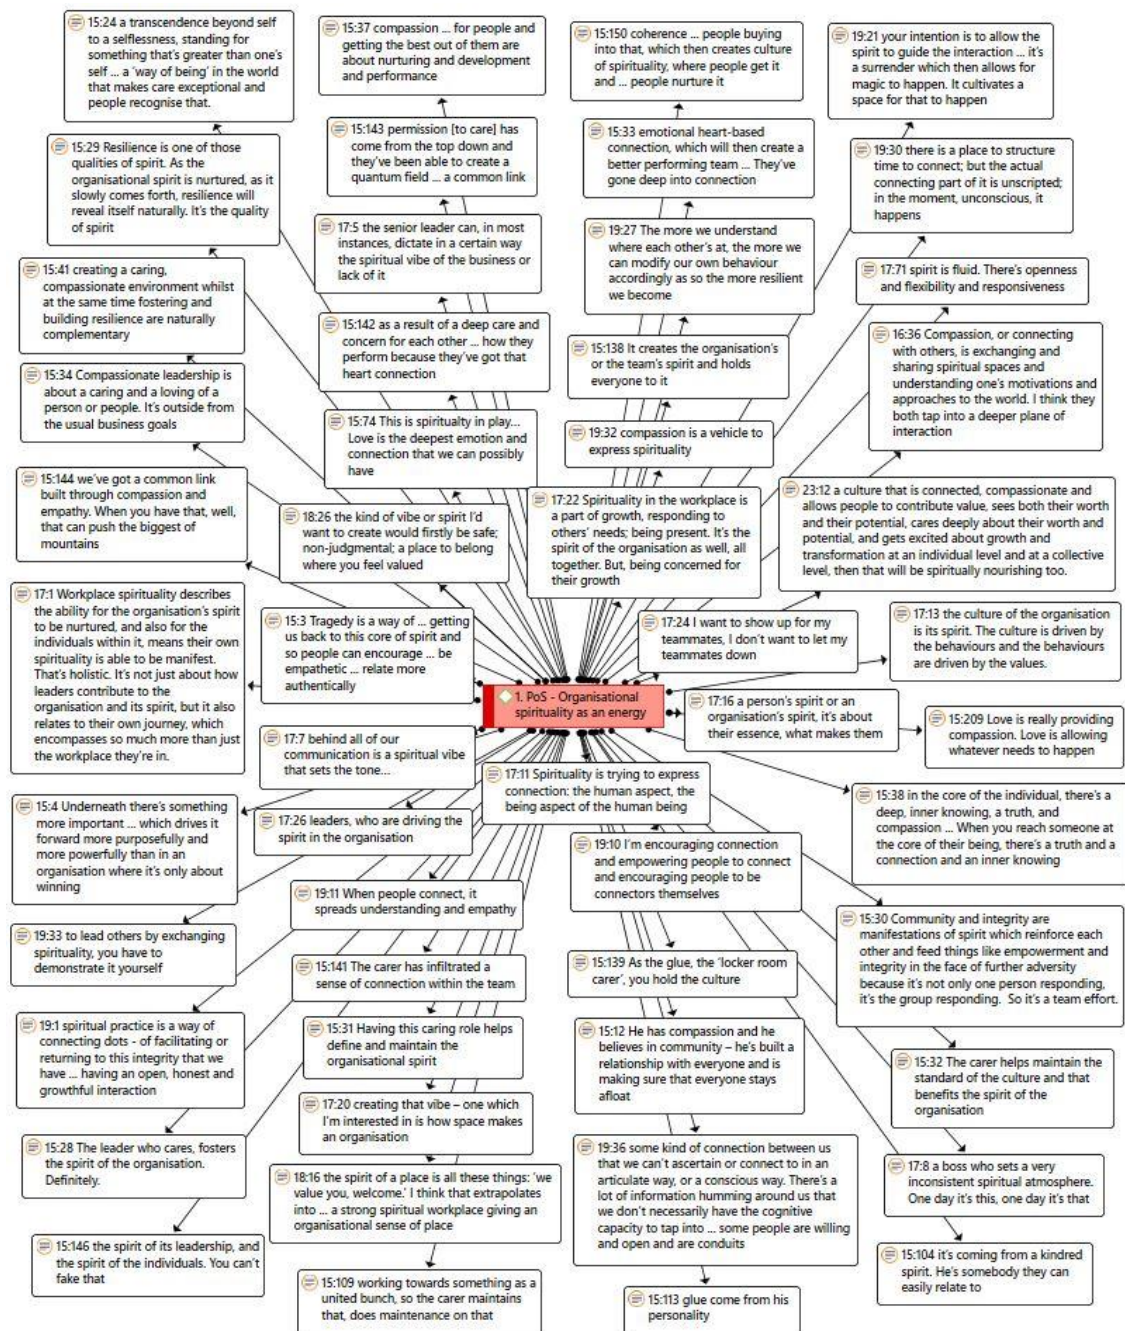 15:24 a transcendence beyond self
to a selflessness, standing for
something that's greater than one's
self ... a 'way of being' in the world
that makes care exceptional and
people recognise that.
15:37 compassion ... for people and
getting the best out of them are
about nurturing and development
and performance
15:150 coherence ... people buying
into that, which then creates culture
of spirituality, where people get it
and ... people nurture it
19:21 your intention is to allow the
spirit to guide the interaction ... it's
a surrender which then allows for
magic to happen. It cultivates a
space for that to happen
15:29 Resilience is one of those
qualities of spirit. As the
organisational spirit is nurtured, as it
slowly comes forth, resilience will
reveal itself naturally. It's the quality
of spirit
15:143 permission [to care] has
come from the top down and
they've been able to create a
quantum field ... a common link
15:33 emotional heart-based
connection, which will then create a
better performing team ... They've
gone deep into connection
19:30 there is a place to structure
time to connect; but the actual
connecting part of it is unscripted;
in the moment, unconscious, it
happens
17:5 the senior leader can, in most
instances, dictate in a certain way
the spiritual vibe of the business or
lack of it
19:27 The more we understand
where each other's at, the more we
can modify our own behaviour
accordingly as so the more resilient
we become
17:71 spirit is fluid. There's openness
and flexibility and responsiveness
15:41 creating a caring,
compassionate environment whilst
at the same time fostering and
building resilience are naturally
complementary
15:142 as a result of a deep care and
concern for each other ... how they
perform because they've got that
heart connection
15:138 It creates the organisation's
or the team's spirit and holds
everyone to it
16:36 Compassion, or connecting
with others, is exchanging and
sharing spiritual spaces and
understanding one's motivations and
approaches to the world. I think they
both tap into a deeper plane of
interaction
15:34 Compassionate leadership is
about a caring and a loving of a
person or people. It's outside from
the usual business goals
15:74 This is spiritualty in play...
Love is the deepest emotion and
connection that we can possibly
have
19:32 compassion is a vehicle to
express spirituality
15:144 we've got a common link
built through compassion and
empathy. When you have that, well,
that can push the biggest of
mountains
18:26 the kind of vibe or spirit I'd
want to create would firstly be safe;
non-judgmental; a place to belong
where you feel valued
17:22 Spirituality in the workplace is
a part of growth, responding to
others' needs; being present. It's the
spirit of the organisation as well, all
together. But, being concerned for
their growth
23:12 a culture that is connected, compassionate and
allows people to contribute value, sees both their worth
and their potential, cares deeply about their worth and
potential, and gets excited about growth and
transformation at an individual level and at a collective
level, then that will be spiritually nourishing too.
17:1 Workplace spirituality describes
the ability for the organisation's spirit
to be nurtured, and also for the
individuals within it, means their own
spirituality is able to be manifest.
That's holistic. It's not just about how
leaders contribute to the
organisation and its spirit, but it also
relates to their own journey, which
encompasses so much more than just
the workplace they're in.
15:3 Tragedy is a way of ... getting
us back to this core of spirit and
so people can encourage ... be
empathetic ... relate more
authentically
17:24 I want to show up for my
teammates, I don't want to let my
teammates down
17:13 the culture of the organisation
is its spirit. The culture is driven by
the behaviours and the behaviours
are driven by the values.
1. PoS - Organisational
spirituality as an energy
17:16 a person's spirit or an
organisation's spirit, it's about
their essence, what makes them
15:209 Love is really providing
compassion. Love is allowing
whatever needs to happen
17:7 behind all of our
communication is a spiritual vibe
that sets the tone...
17:11 Spirituality is trying to express
connection: the human aspect, the
being aspect of the human being
15:4 Underneath there's something
more important ... which drives it
forward more purposefully and
more powerfully than in an
organisation where it's only about
winning
17:26 leaders, who are driving the
spirit in the organisation
15:38 in the core of the individual, there's a
deep, inner knowing, a truth, and
compassion ... When you reach someone at
the core of their being, there's a truth and a
connection and an inner knowing
19:10 I'm encouraging connection
and empowering people to connect
and encouraging people to be
connectors themselves
19:11 When people connect, it
spreads understanding and empathy
15:30 Community and integrity are
manifestations of spirit which reinforce each
other and feed things like empowerment and
integrity in the face of further adversity
because it's not only one person responding,
it's the group responding. So it's a team effort.
19:33 to lead others by exchanging
spirituality, you have to
demonstrate it yourself
15:141 The carer has infiltrated a
sense of connection within the team
15:139 As the glue, the 'locker room
carer', you hold the culture
19:1 spiritual practice is a way of
connecting dots - of facilitating or
returning to this integrity that we
have ... having an open, honest and
growthful interaction
15:31 Having this caring role helps
define and maintain the
organisational spirit
15:12 He has compassion and he
believes in community – he's built a
relationship with everyone and is
making sure that everyone stays
afloat
15:32 The carer helps maintain the
standard of the culture and that
benefits the spirit of the
organisation
17:20 creating that vibe – one which
I'm interested in is how space makes
an organisation
15:28 The leader who cares, fosters
the spirit of the organisation.
Definitely.
18:16 the spirit of a place is all these things: 'we
value you, welcome.' I think that extrapolates
into ... a strong spiritual workplace giving an
organisational sense of place
19:36 some kind of connection between us
that we can't ascertain or connect to in an
articulate way, or a conscious way. There's a
lot of information humming around us that
we don't necessarily have the cognitive
capacity to tap into ... some people are willing
and open and are conduits
17:8 a boss who sets a very
inconsistent spiritual atmosphere.
One day it's this, one day it's that
15:146 the spirit of its leadership, and
the spirit of the individuals. You can't
fake that
15:104 it's coming from a kindred
spirit. He's somebody they can
easily relate to
15:109 working towards something as a
united bunch, so the carer maintains
that, does maintenance on that
15:113 glue come from his
personality